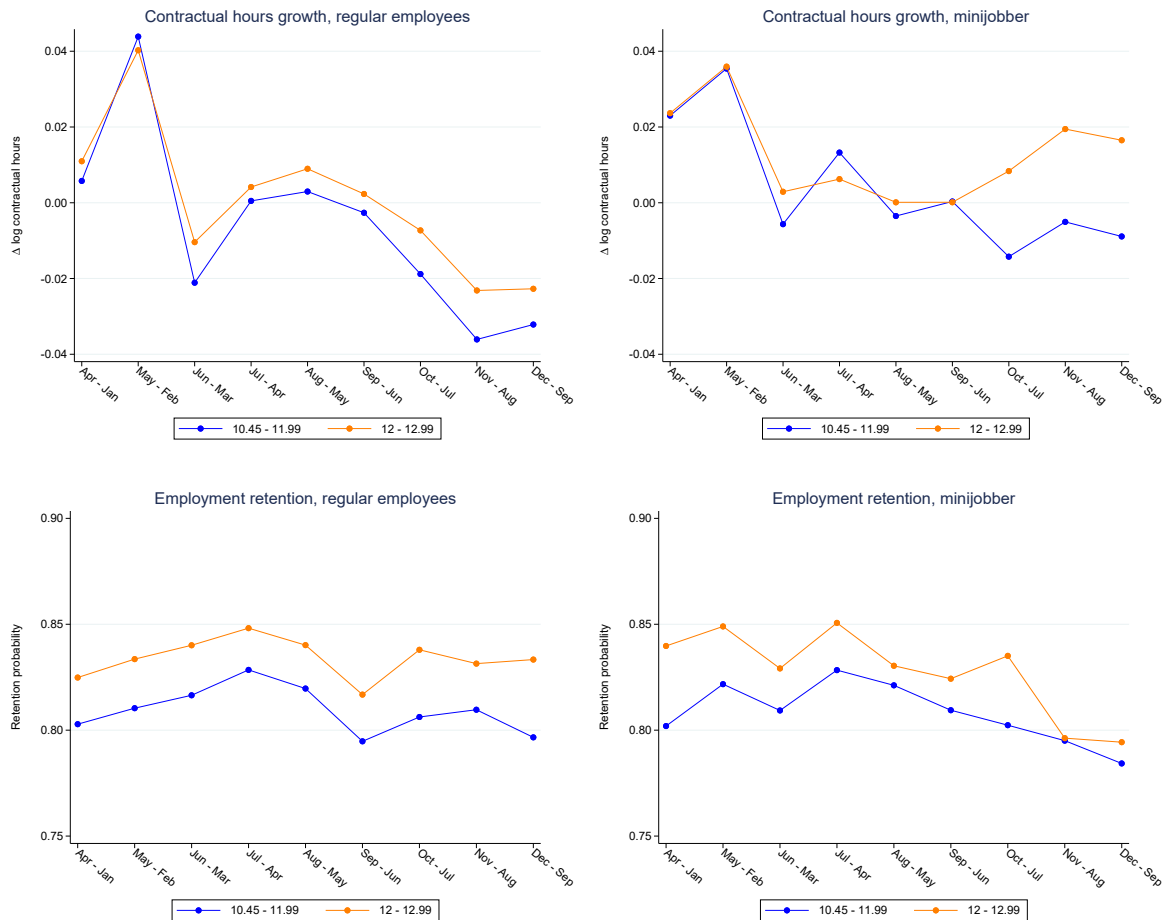 Contractual hours growth, regular employees
Δ log contractual hours
0.04
0.02
0.00
-0.02
-0.04
Apr - Jan
May - Feb
Jun - Mar
Jul - Apr
Aug - May
Sep - Jun
Oct - Jul
Nov - Aug
Dec - Sep
10.45 - 11.99
12 - 12.99
Contractual hours growth, minijobber
Δ log contractual hours
0.04
0.02
0.00
-0.02
-0.04
Apr - Jan
May - Feb
Jun - Mar
Jul - Apr
Aug - May
Sep - Jun
Oct - Jul
Nov - Aug
Dec - Sep
10.45 - 11.99
12 - 12.99
Employment retention, regular employees
Retention probability
0.90
0.85
0.80
0.75
Apr - Jan
May - Feb
Jun - Mar
Jul - Apr
Aug - May
Sep - Jun
Oct - Jul
Nov - Aug
Dec - Sep
10.45 - 11.99
12 - 12.99
Employment retention, minijobber
Retention probability
0.90
0.85
0.80
0.75
Apr - Jan
May - Feb
Jun - Mar
Jul - Apr
Aug - May
Sep - Jun
Oct - Jul
Nov - Aug
Dec - Sep
10.45 - 11.99
12 - 12.99